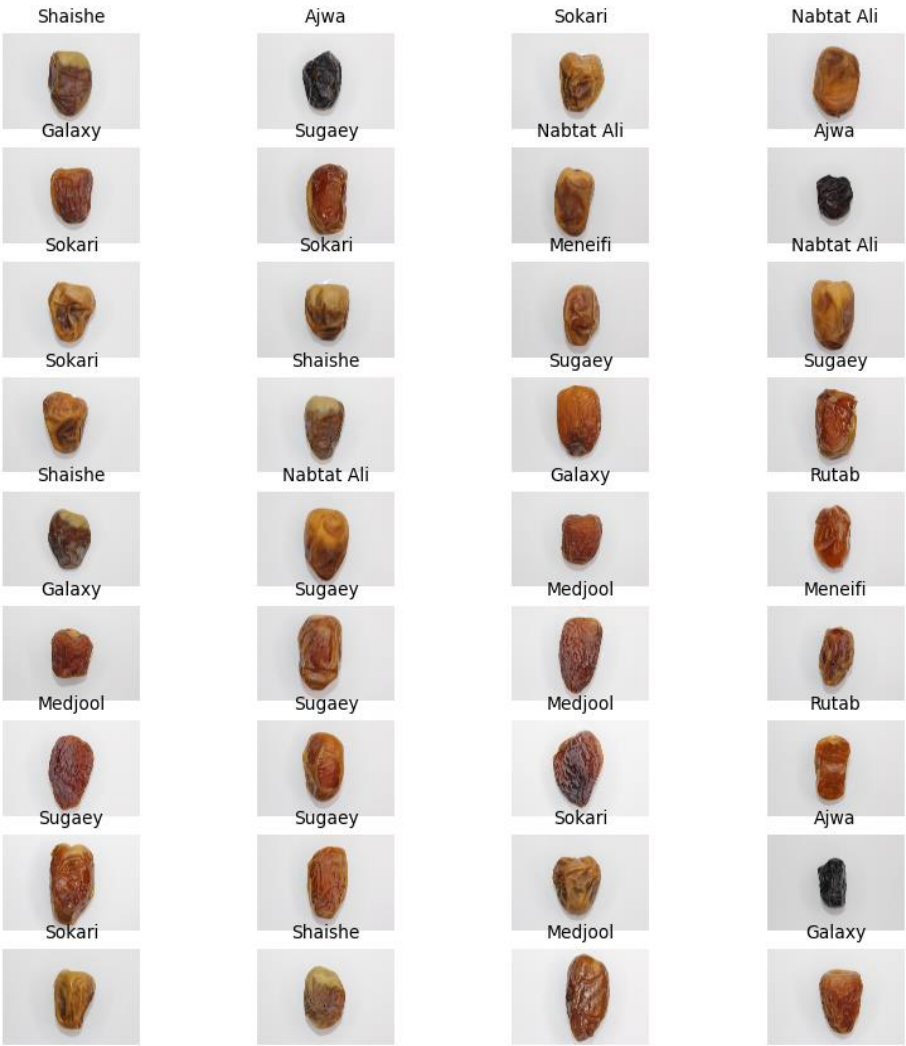 Shaishe Ajwa Sokari Nabtat Ali
Galaxy Sugaey Nabtat Ali Ajwa
Sokari Sokari Meneifi Nabtat Ali
Sokari Shaishe Sugaey Sugaey
Shaishe Nabtat Ali Galaxy Rutab
Galaxy Sugaey Medjool Meneifi
Medjool Sugaey Medjool Rutab
Sugaey Sugaey Sokari Ajwa
Sokari Shaishe Medjool Galaxy